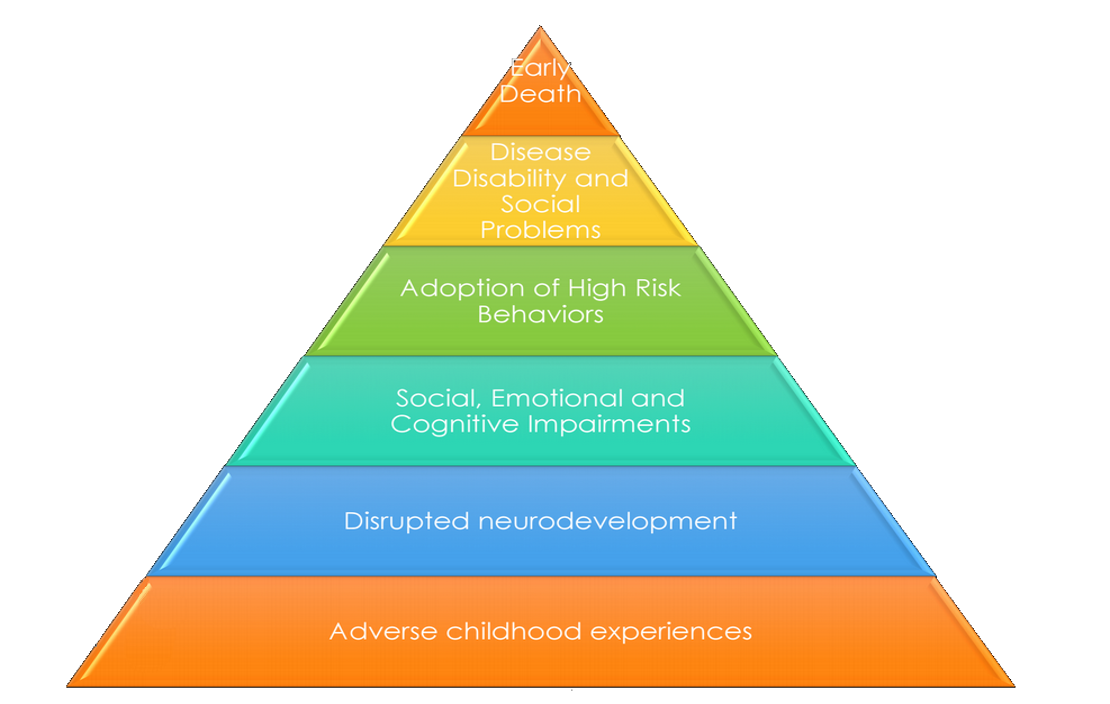 Early
Death
Disease
Disability and
Social
Problems
Adoption of High Risk
Behaviors
Social, Emotional and
Cognitive Impairments
Disrupted neurodevelopment
Adverse childhood experiences